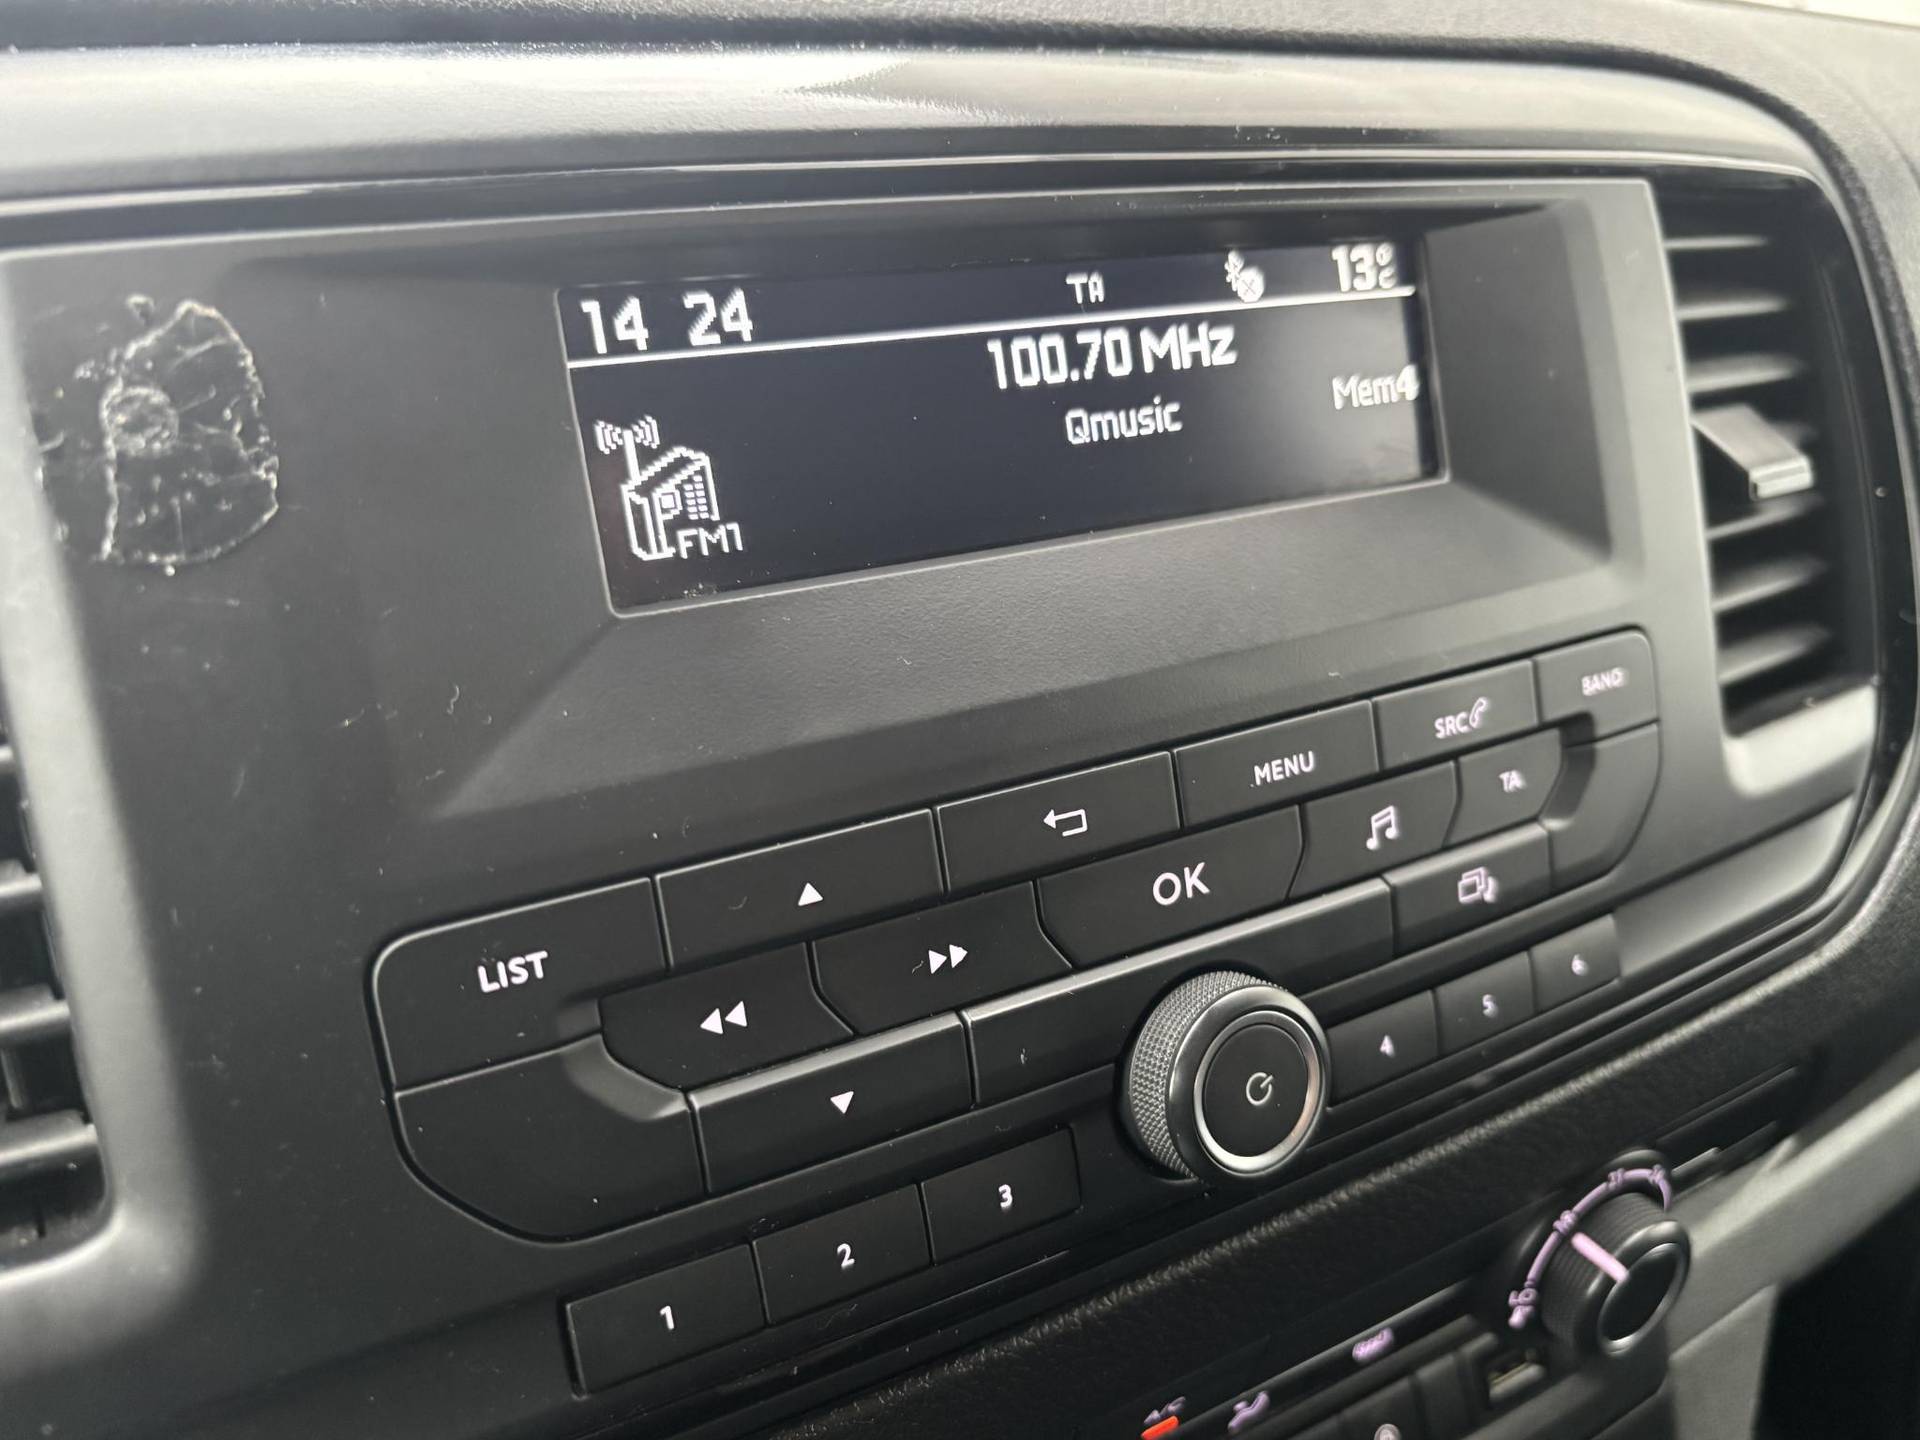 14 24 TA 13°C
100.70 MHz
Mem4
Qmusic
FM1
BAND
SRC
MENU
TA
OK
LIST
6
5
4
3
2
1
A/C